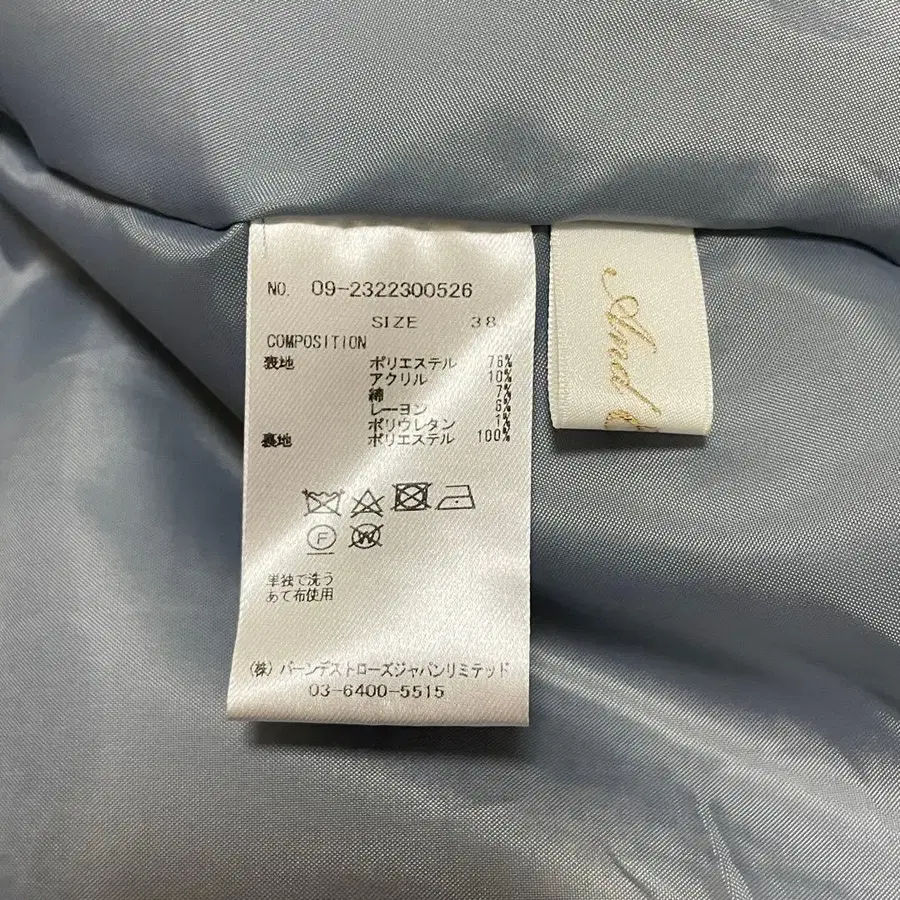 NO. 09-2322300526
SIZE 38
COMPOSITION
表地 ポリエステル 76%
アクリル 10%
綿 7%
レーヨン 6%
ポリウレタン 1%
裏地 ポリエステル 100%
F W
単独で洗う
あて布使用
(株) バーンデストローズジャパンリミテッド
03-6400-5515
And